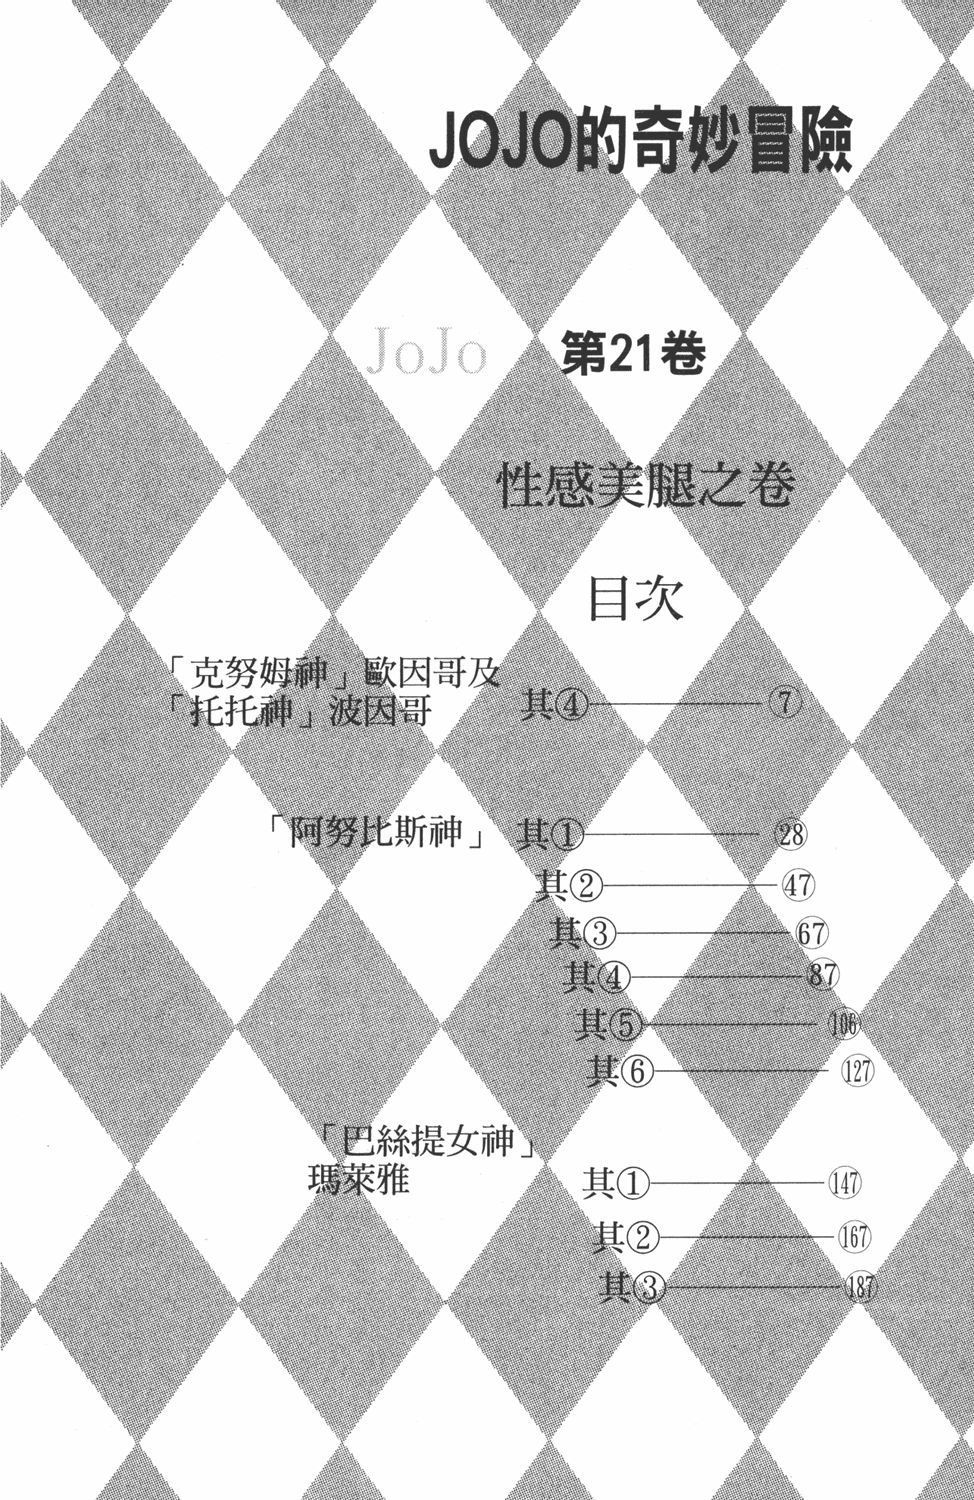 JOJO的奇妙冒險
JoJo 第21卷
性感美腿之卷
目次
「克努姆神」歐因哥及
「托托神」波因哥 其④ 7
「阿努比斯神」 其① 28
其② 47
其③ 67
其④ 87
其⑤ 106
其⑥ 127
「巴絲提女神」
瑪萊雅 其① 147
其② 167
其③ 187